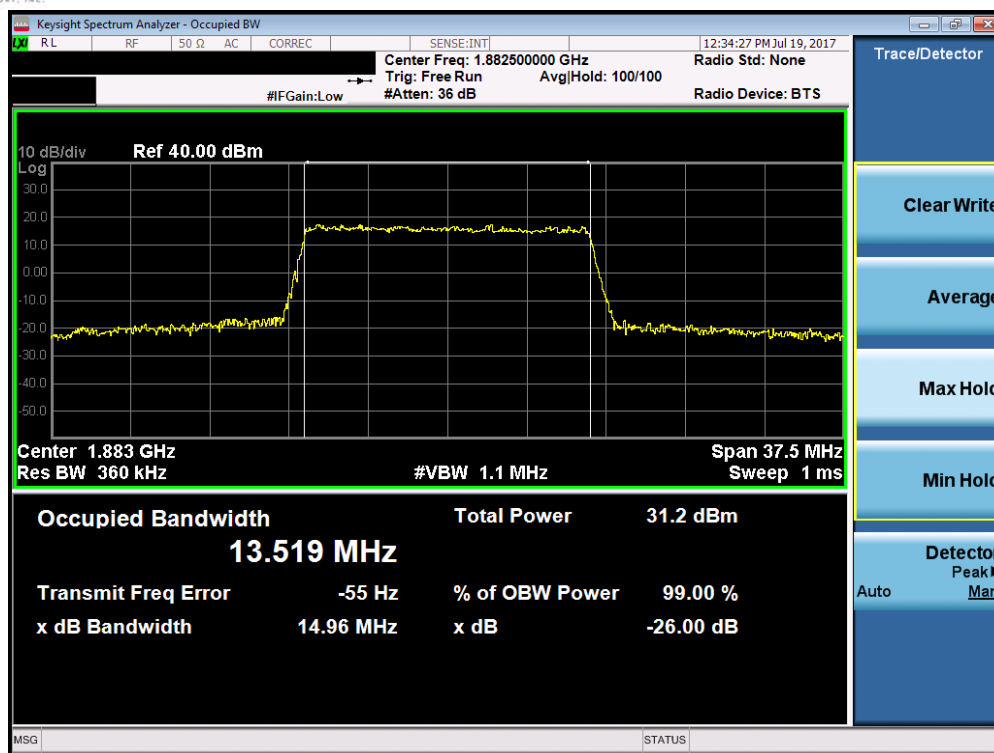 Keysight Spectrum Analyzer - Occupied BW
LXI RL RF 50 Ω AC CORREC SENSE:INT 12:34:27 PM Jul 19, 2017
Center Freq: 1.882500000 GHz Radio Std: None
Trig: Free Run Avg|Hold: 100/100
#IFGain:Low #Atten: 36 dB Radio Device: BTS
Trace/Detector
10 dB/div Ref 40.00 dBm
Log
30.0
20.0
10.0
0.00
-10.0
-20.0
-30.0
-40.0
-50.0
Center 1.883 GHz Span 37.5 MHz
Res BW 360 kHz #VBW 1.1 MHz Sweep 1 ms
Occupied Bandwidth Total Power 31.2 dBm
13.519 MHz
Transmit Freq Error -55 Hz % of OBW Power 99.00 %
x dB Bandwidth 14.96 MHz x dB -26.00 dB
Clear Write
Average
Max Hold
Min Hold
Detector
Peak
Auto Man
MSG STATUS